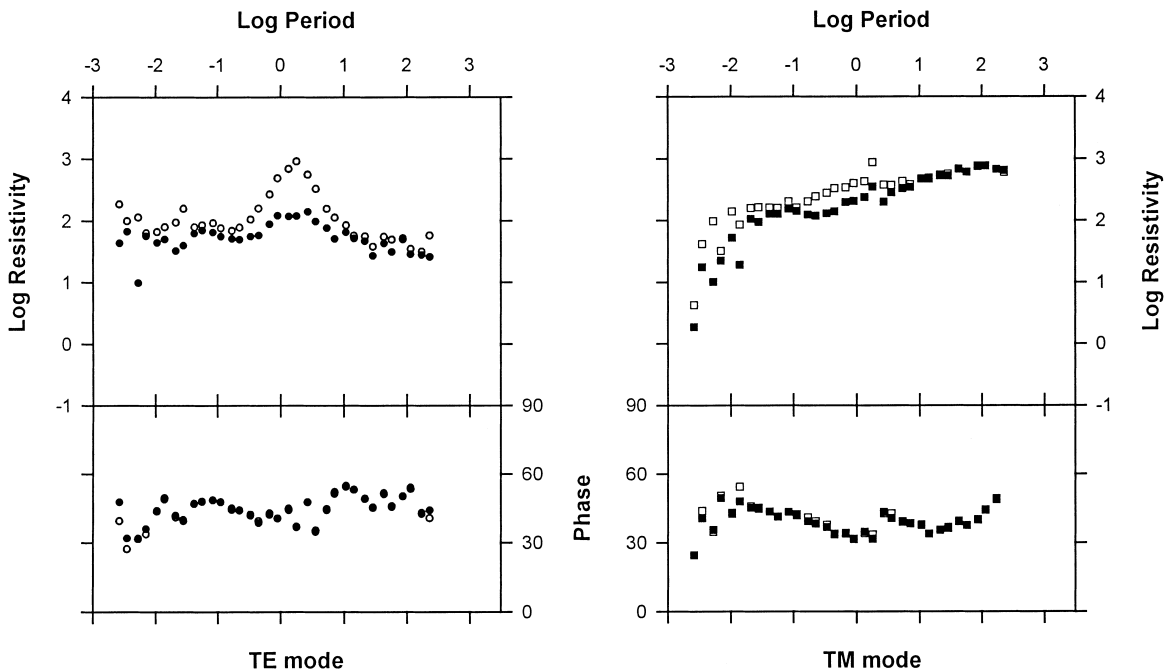 Log Period Log Period
-3 -2 -1 0 1 2 3 -3 -2 -1 0 1 2 3
4 4
3 3
2 2
1 1
0 0
-1 90 90 -1
60 60
30 30
0 0
Log Resistivity
Phase
Log Resistivity
TE mode TM mode